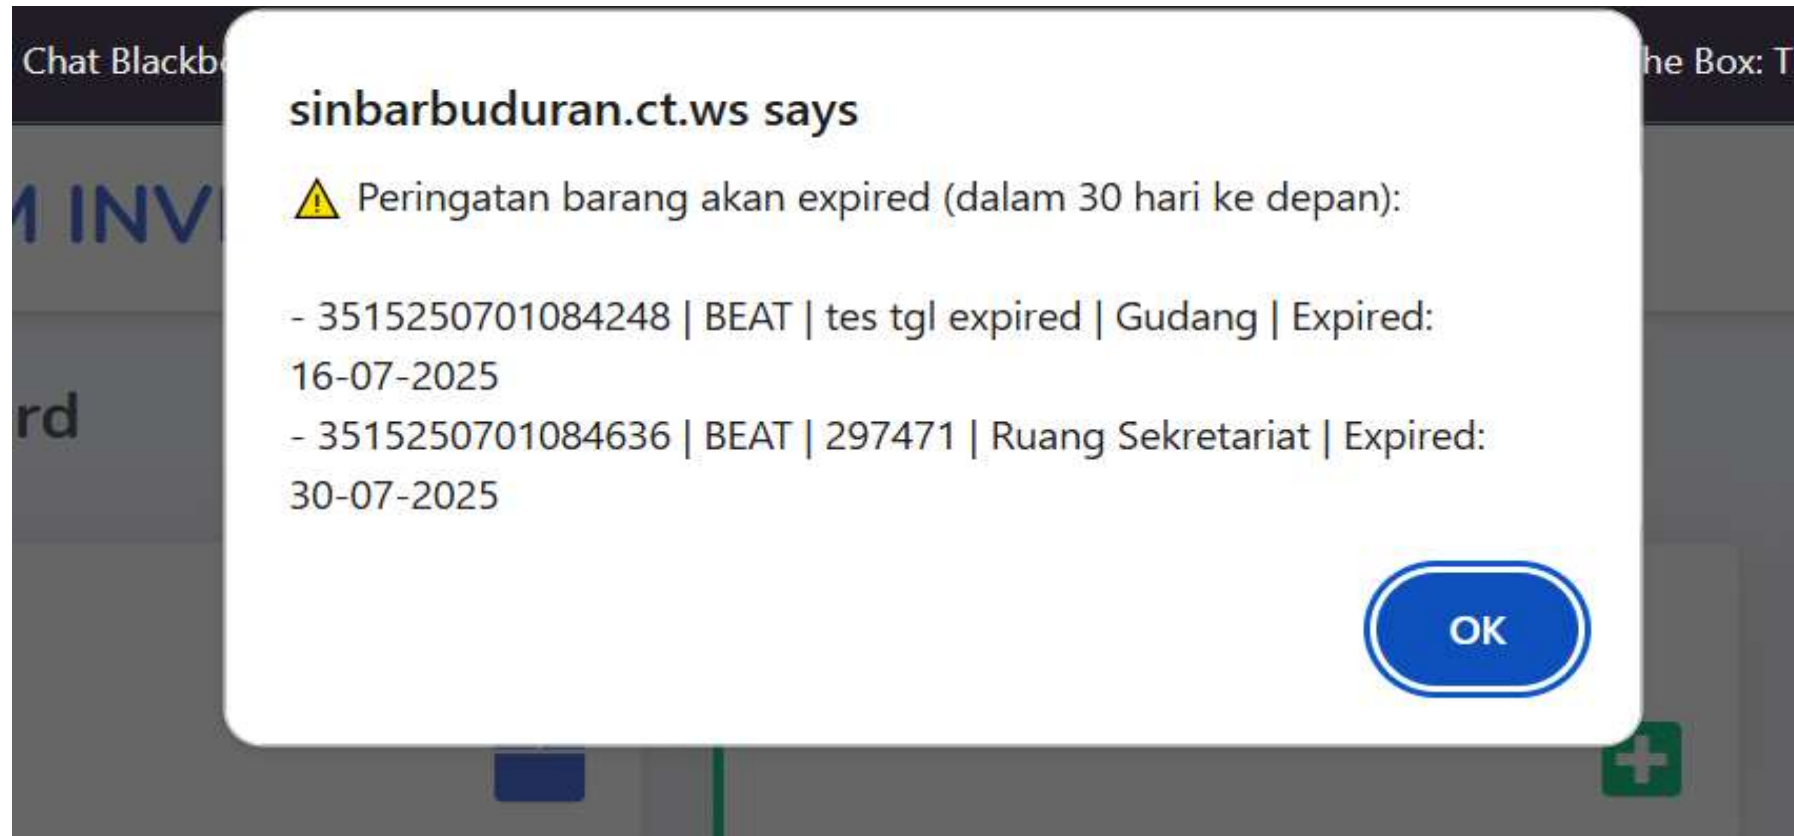 Chat Blackb
he Box: T
sinbarbuduran.ct.ws says
⚠ Peringatan barang akan expired (dalam 30 hari ke depan):
M INV
- 3515250701084248 | BEAT | tes tgl expired | Gudang | Expired:
16-07-2025
rd
- 3515250701084636 | BEAT | 297471 | Ruang Sekretariat | Expired:
30-07-2025
OK